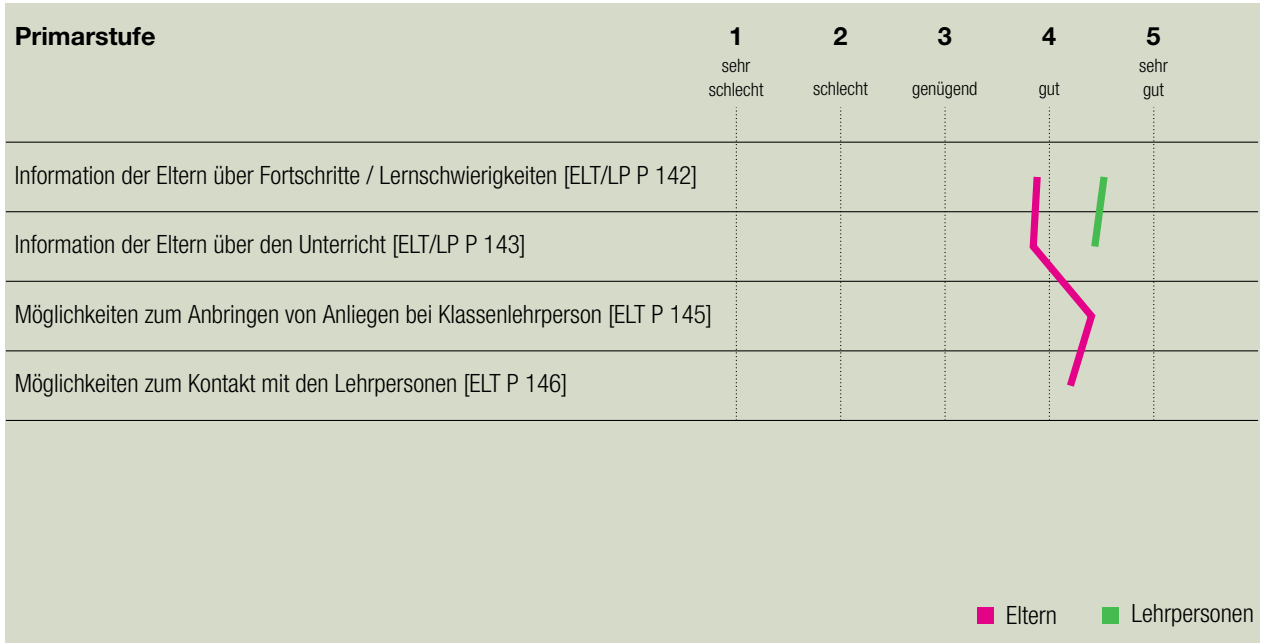 Primarstufe 1 2 3 4 5
sehr sehr
schlecht schlecht genügend gut gut
Information der Eltern über Fortschritte / Lernschwierigkeiten [ELT/LP P 142]
Information der Eltern über den Unterricht [ELT/LP P 143]
Möglichkeiten zum Anbringen von Anliegen bei Klassenlehrperson [ELT P 145]
Möglichkeiten zum Kontakt mit den Lehrpersonen [ELT P 146]
Eltern Lehrpersonen